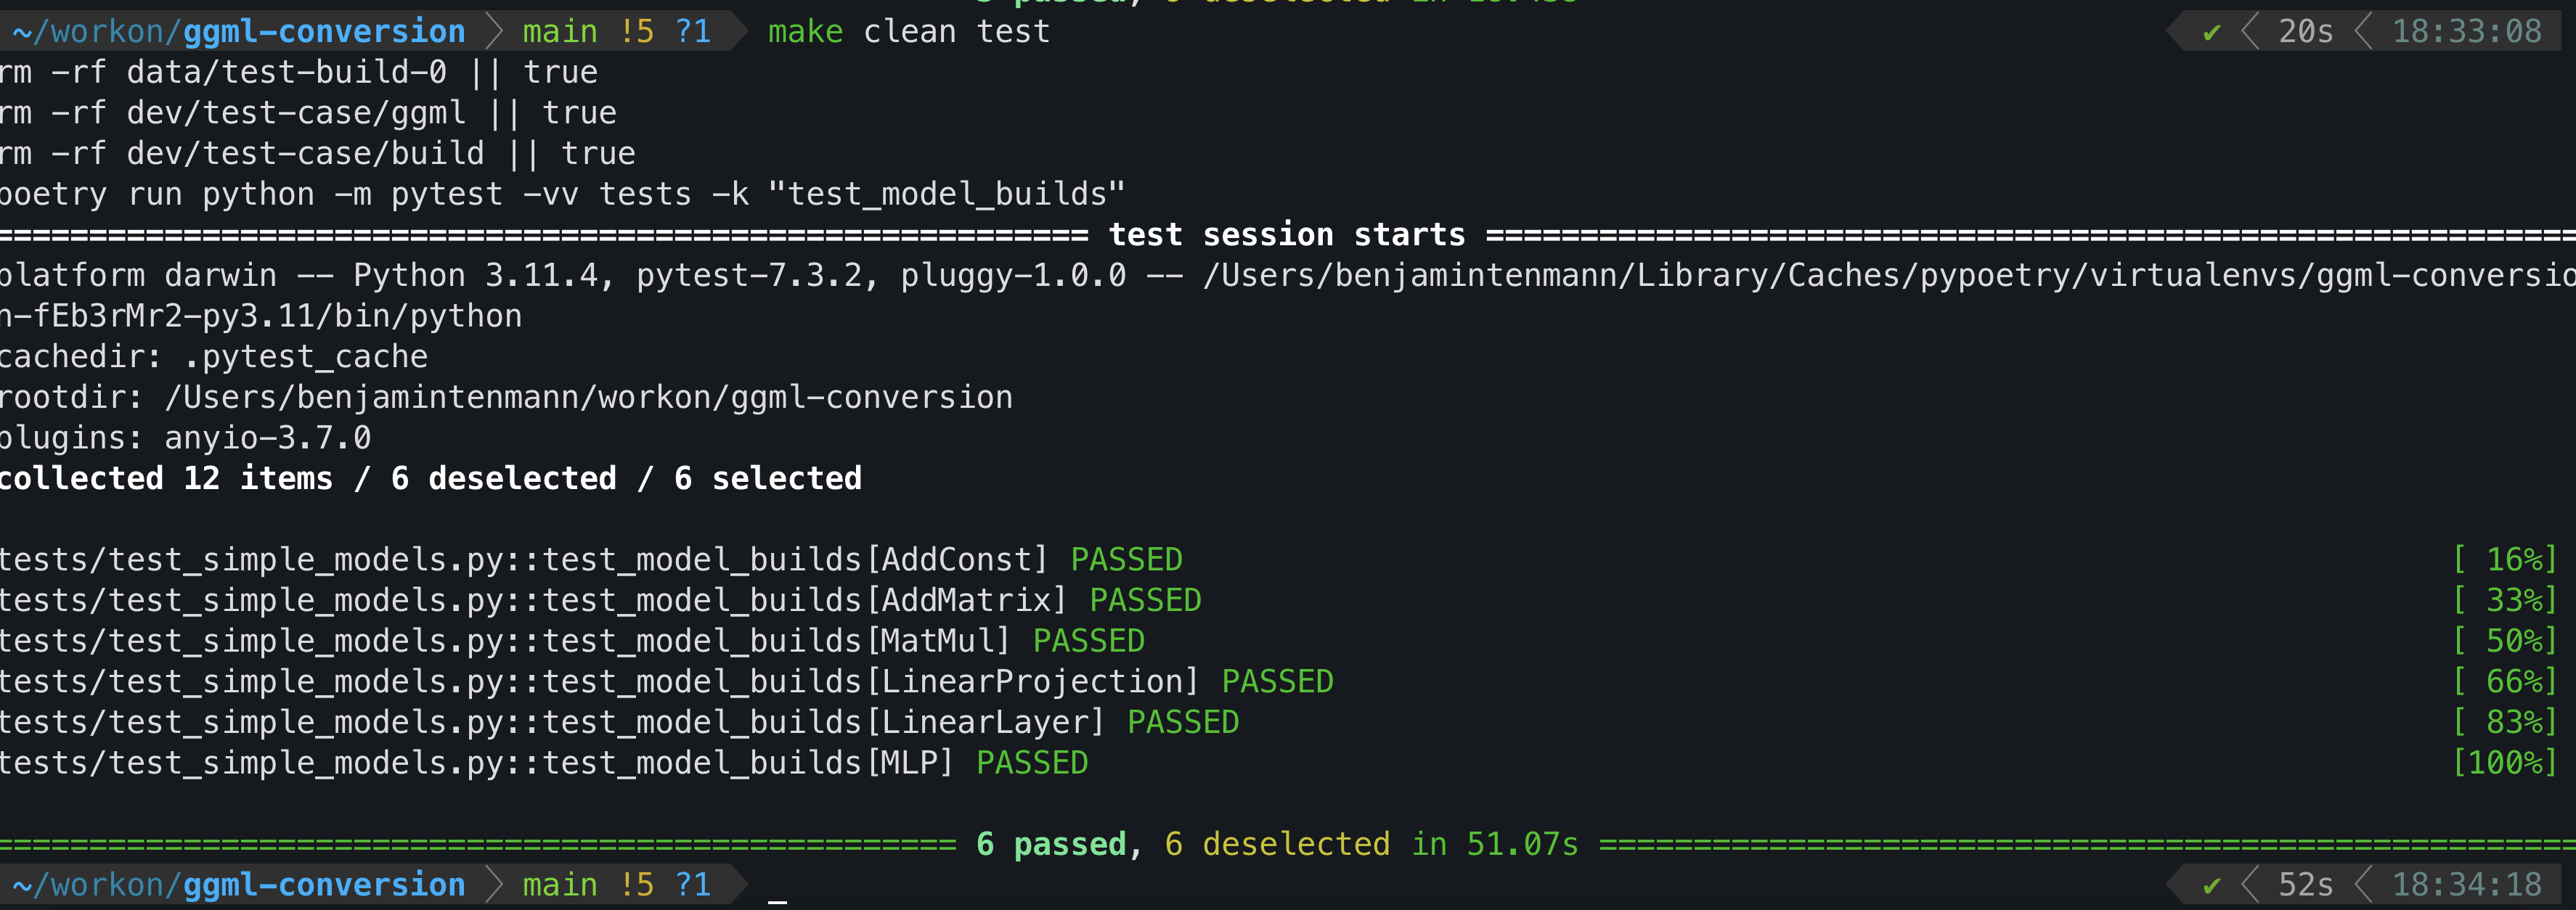 passed, deselected in
~/workon/ggml-conversion main !5 ?1 make clean test ✔ 20s 18:33:08
rm -rf data/test-build-0 || true
rm -rf dev/test-case/ggml || true
rm -rf dev/test-case/build || true
poetry run python -m pytest -vv tests -k "test_model_builds"
========================================================== test session starts ==========================================================
platform darwin -- Python 3.11.4, pytest-7.3.2, pluggy-1.0.0 -- /Users/benjamintenmann/Library/Caches/pypoetry/virtualenvs/ggml-conversio
n-fEb3rMr2-py3.11/bin/python
cachedir: .pytest_cache
rootdir: /Users/benjamintenmann/workon/ggml-conversion
plugins: anyio-3.7.0
collected 12 items / 6 deselected / 6 selected
tests/test_simple_models.py::test_model_builds[AddConst] PASSED [ 16%]
tests/test_simple_models.py::test_model_builds[AddMatrix] PASSED [ 33%]
tests/test_simple_models.py::test_model_builds[MatMul] PASSED [ 50%]
tests/test_simple_models.py::test_model_builds[LinearProjection] PASSED [ 66%]
tests/test_simple_models.py::test_model_builds[LinearLayer] PASSED [ 83%]
tests/test_simple_models.py::test_model_builds[MLP] PASSED [100%]
=================================================== 6 passed, 6 deselected in 51.07s ====================================================
~/workon/ggml-conversion main !5 ?1 _ ✔ 52s 18:34:18